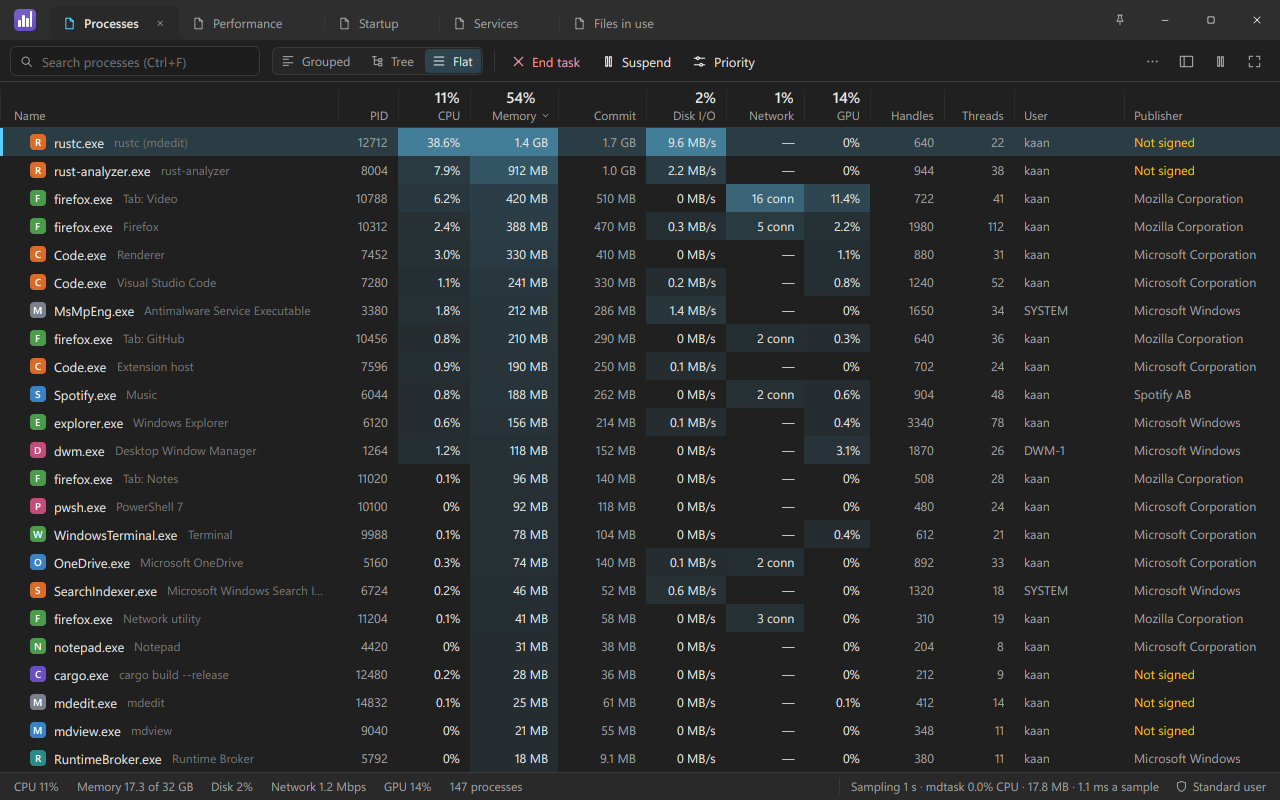 Processes × Performance Startup Services Files in use
Search processes (Ctrl+F) Grouped Tree Flat End task Suspend Priority
11% 54% 2% 1% 14%
Name PID CPU Memory Commit Disk I/O Network GPU Handles Threads User Publisher
R rustc.exe rustc (mdedit) 12712 38.6% 1.4 GB 1.7 GB 9.6 MB/s — 0% 640 22 kaan Not signed
R rust-analyzer.exe rust-analyzer 8004 7.9% 912 MB 1.0 GB 2.2 MB/s — 0% 944 38 kaan Not signed
F firefox.exe Tab: Video 10788 6.2% 420 MB 510 MB 0 MB/s 16 conn 11.4% 722 41 kaan Mozilla Corporation
F firefox.exe Firefox 10312 2.4% 388 MB 470 MB 0.3 MB/s 5 conn 2.2% 1980 112 kaan Mozilla Corporation
C Code.exe Renderer 7452 3.0% 330 MB 410 MB 0 MB/s — 1.1% 880 31 kaan Microsoft Corporation
C Code.exe Visual Studio Code 7280 1.1% 241 MB 330 MB 0.2 MB/s — 0.8% 1240 52 kaan Microsoft Corporation
M MsMpEng.exe Antimalware Service Executable 3380 1.8% 212 MB 286 MB 1.4 MB/s — 0% 1650 34 SYSTEM Microsoft Windows
F firefox.exe Tab: GitHub 10456 0.8% 210 MB 290 MB 0 MB/s 2 conn 0.3% 640 36 kaan Mozilla Corporation
C Code.exe Extension host 7596 0.9% 190 MB 250 MB 0.1 MB/s — 0% 702 24 kaan Microsoft Corporation
S Spotify.exe Music 6044 0.8% 188 MB 262 MB 0 MB/s 2 conn 0.6% 904 48 kaan Spotify AB
E explorer.exe Windows Explorer 6120 0.6% 156 MB 214 MB 0.1 MB/s — 0.4% 3340 78 kaan Microsoft Windows
D dwm.exe Desktop Window Manager 1264 1.2% 118 MB 152 MB 0 MB/s — 3.1% 1870 26 DWM-1 Microsoft Windows
F firefox.exe Tab: Notes 11020 0.1% 96 MB 140 MB 0 MB/s — 0% 508 28 kaan Mozilla Corporation
P pwsh.exe PowerShell 7 10100 0% 92 MB 118 MB 0 MB/s — 0% 480 24 kaan Microsoft Corporation
W WindowsTerminal.exe Terminal 9988 0.1% 78 MB 104 MB 0 MB/s — 0.4% 612 21 kaan Microsoft Corporation
O OneDrive.exe Microsoft OneDrive 5160 0.3% 74 MB 140 MB 0.1 MB/s 2 conn 0% 892 33 kaan Microsoft Corporation
S SearchIndexer.exe Microsoft Windows Search I... 6724 0.2% 46 MB 52 MB 0.6 MB/s — 0% 1320 18 SYSTEM Microsoft Windows
F firefox.exe Network utility 11204 0.1% 41 MB 58 MB 0 MB/s 3 conn 0% 310 19 kaan Mozilla Corporation
N notepad.exe Notepad 4420 0% 31 MB 38 MB 0 MB/s — 0% 204 8 kaan Microsoft Corporation
C cargo.exe cargo build --release 12480 0.2% 28 MB 36 MB 0 MB/s — 0% 212 9 kaan Not signed
M mdedit.exe mdedit 14832 0.1% 25 MB 61 MB 0 MB/s — 0.1% 412 14 kaan Not signed
M mdview.exe mdview 9040 0% 21 MB 55 MB 0 MB/s — 0% 348 11 kaan Not signed
R RuntimeBroker.exe Runtime Broker 5792 0% 18 MB 9.1 MB 0 MB/s — 0% 380 11 kaan Microsoft Windows
CPU 11% Memory 17.3 of 32 GB Disk 2% Network 1.2 Mbps GPU 14% 147 processes Sampling 1 s · mdtask 0.0% CPU · 17.8 MB · 1.1 ms a sample Standard user